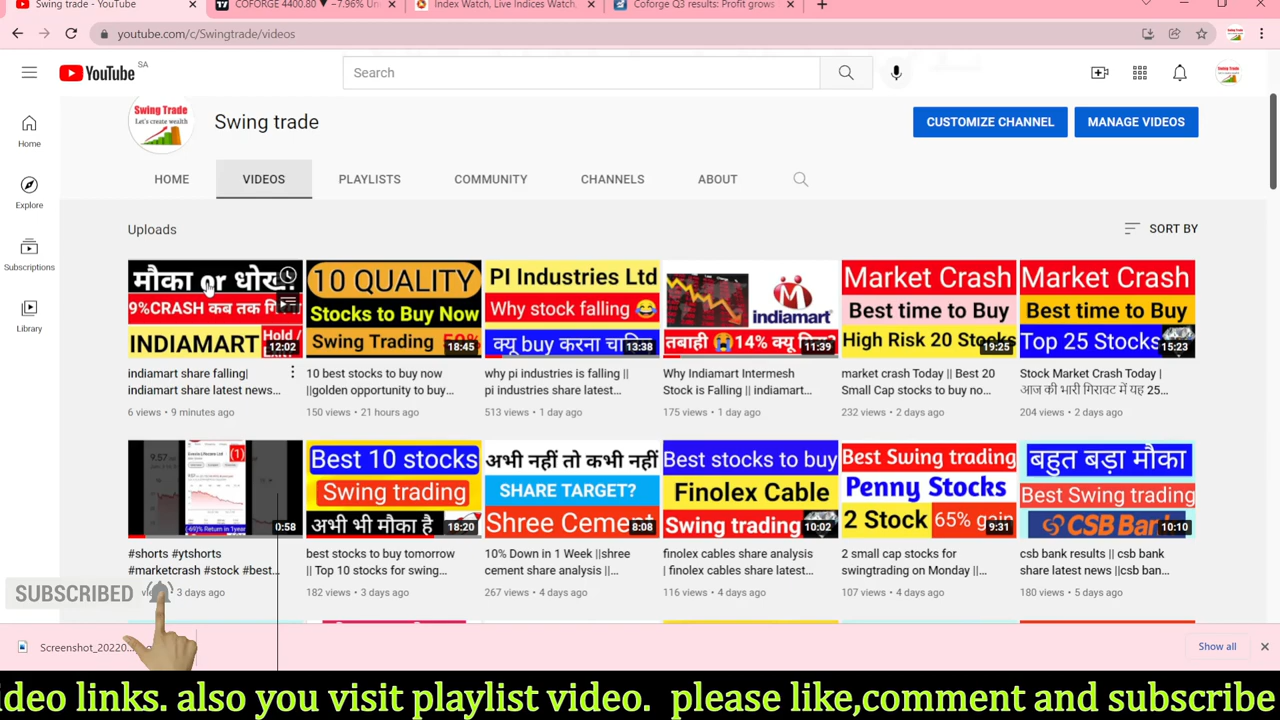 Swing trade - YouTube × COFORGE 4400.80 ▼ −7.96% Un × Index Watch, Live Indices Watch, × Coforge Q3 results: Profit grows × +
youtube.com/c/Swingtrade/videos
YouTube SA
Search
Swing Trade
Let's create wealth
Swing trade
CUSTOMIZE CHANNEL
MANAGE VIDEOS
Home
Explore
Subscriptions
Library
HOME VIDEOS PLAYLISTS COMMUNITY CHANNELS ABOUT
Uploads
SORT BY
मौका or
9%CRASH कब तक
INDIAMART Hold/
12:02
10 QUALITY
Stocks to Buy Now
Swing Trading
18:45
PI Industries Ltd
Why stock falling
क्यू buy करना
13:38
indiamart
तबाही 14% क्यू
11:39
Market Crash
Best time to Buy
High Risk 20 Stocks
19:25
Market Crash
Best time to Buy
Top 25 Stocks
15:23
indiamart share falling|
indiamart share latest news...
6 views • 9 minutes ago
10 best stocks to buy now
||golden opportunity to buy...
150 views • 21 hours ago
why pi industries is falling ||
pi industries share latest...
513 views • 1 day ago
Why Indiamart Intermesh
Stock is Falling || indiamart...
175 views • 1 day ago
market crash Today || Best 20
Small Cap stocks to buy no...
232 views • 2 days ago
Stock Market Crash Today |
आज की भारी गिरावट में यह 25...
204 views • 2 days ago
0:58
Best 10 stocks
Swing trading
अभी भी मौका है
18:20
अभी नहीं तो कभी नहीं
SHARE TARGET?
Shree Cement
8:08
Best stocks to buy
Finolex Cable
Swing trading
10:02
Best Swing trading
Penny Stocks
2 Stock 65% gain
9:31
बहुत बड़ा मौका
Best Swing trading
CSB Bank
10:10
#shorts #ytshorts
#marketcrash #stock #best...
3 days ago
best stocks to buy tomorrow
|| Top 10 stocks for swing...
182 views • 3 days ago
10% Down in 1 Week ||shree
cement share analysis ||...
267 views • 4 days ago
finolex cables share analysis
| finolex cables share latest...
116 views • 4 days ago
2 small cap stocks for
swingtrading on Monday ||...
107 views • 4 days ago
csb bank results || csb bank
share latest news ||csb ban...
180 views • 5 days ago
SUBSCRIBED
Screenshot_20220...
Show all
ideo links. also you visit playlist video. please like,comment and subscribe